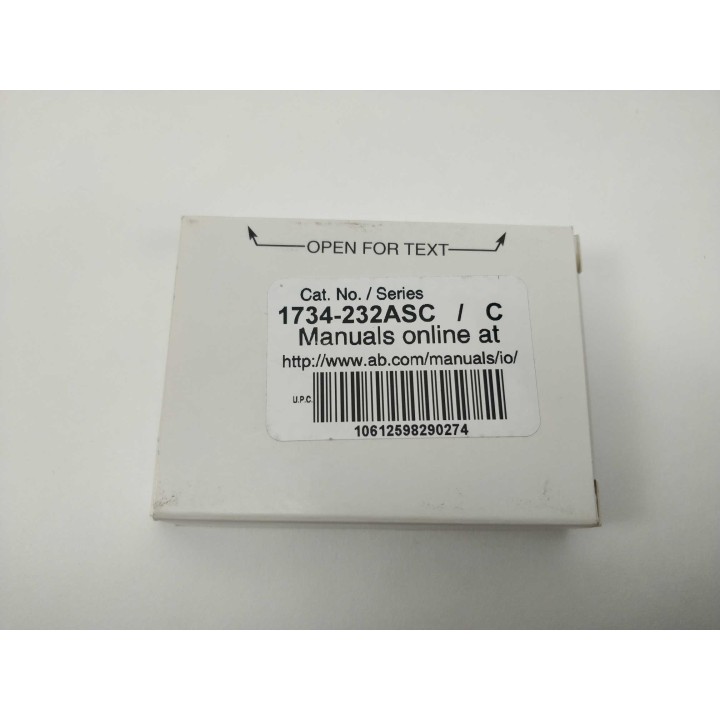 OPEN FOR TEXT
Cat. No. / Series
1734-232ASC / C
Manuals online at
http://www.ab.com/manuals/io/
U.P.C.
10612598290274